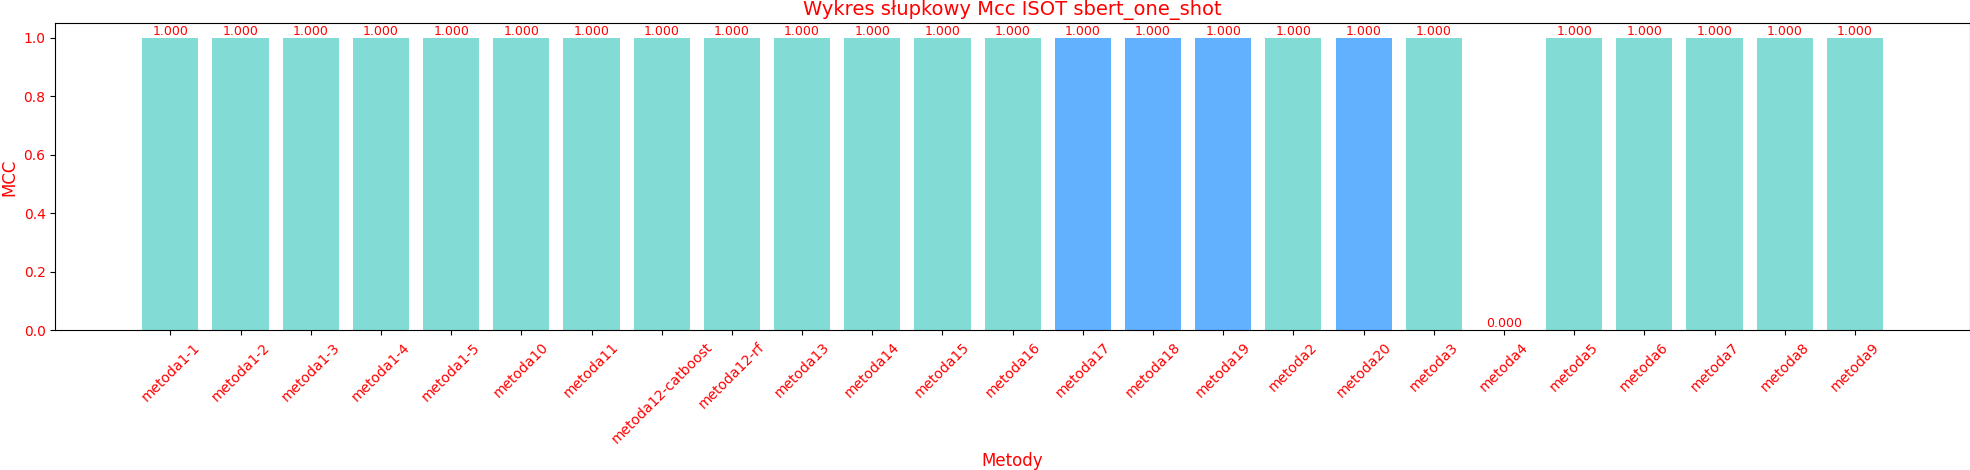 Wykres słupkowy Mcc ISOT sbert_one_shot
1.000 1.000 1.000 1.000 1.000 1.000 1.000 1.000 1.000 1.000 1.000 1.000 1.000 1.000 1.000 1.000 1.000 1.000 1.000 0.000 1.000 1.000 1.000 1.000 1.000
1.0
0.8
0.6
0.4
0.2
0.0
MCC
metoda1-1 metoda1-2 metoda1-3 metoda1-4 metoda1-5 metoda10 metoda11 metoda12-catboost metoda12-rf metoda13 metoda14 metoda15 metoda16 metoda17 metoda18 metoda19 metoda2 metoda20 metoda3 metoda4 metoda5 metoda6 metoda7 metoda8 metoda9
Metody